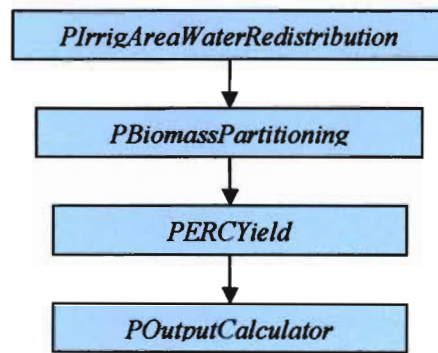 PIrrigAreaWaterRedistribution
PBiomassPartitioning
PERCYield
POutputCalculator